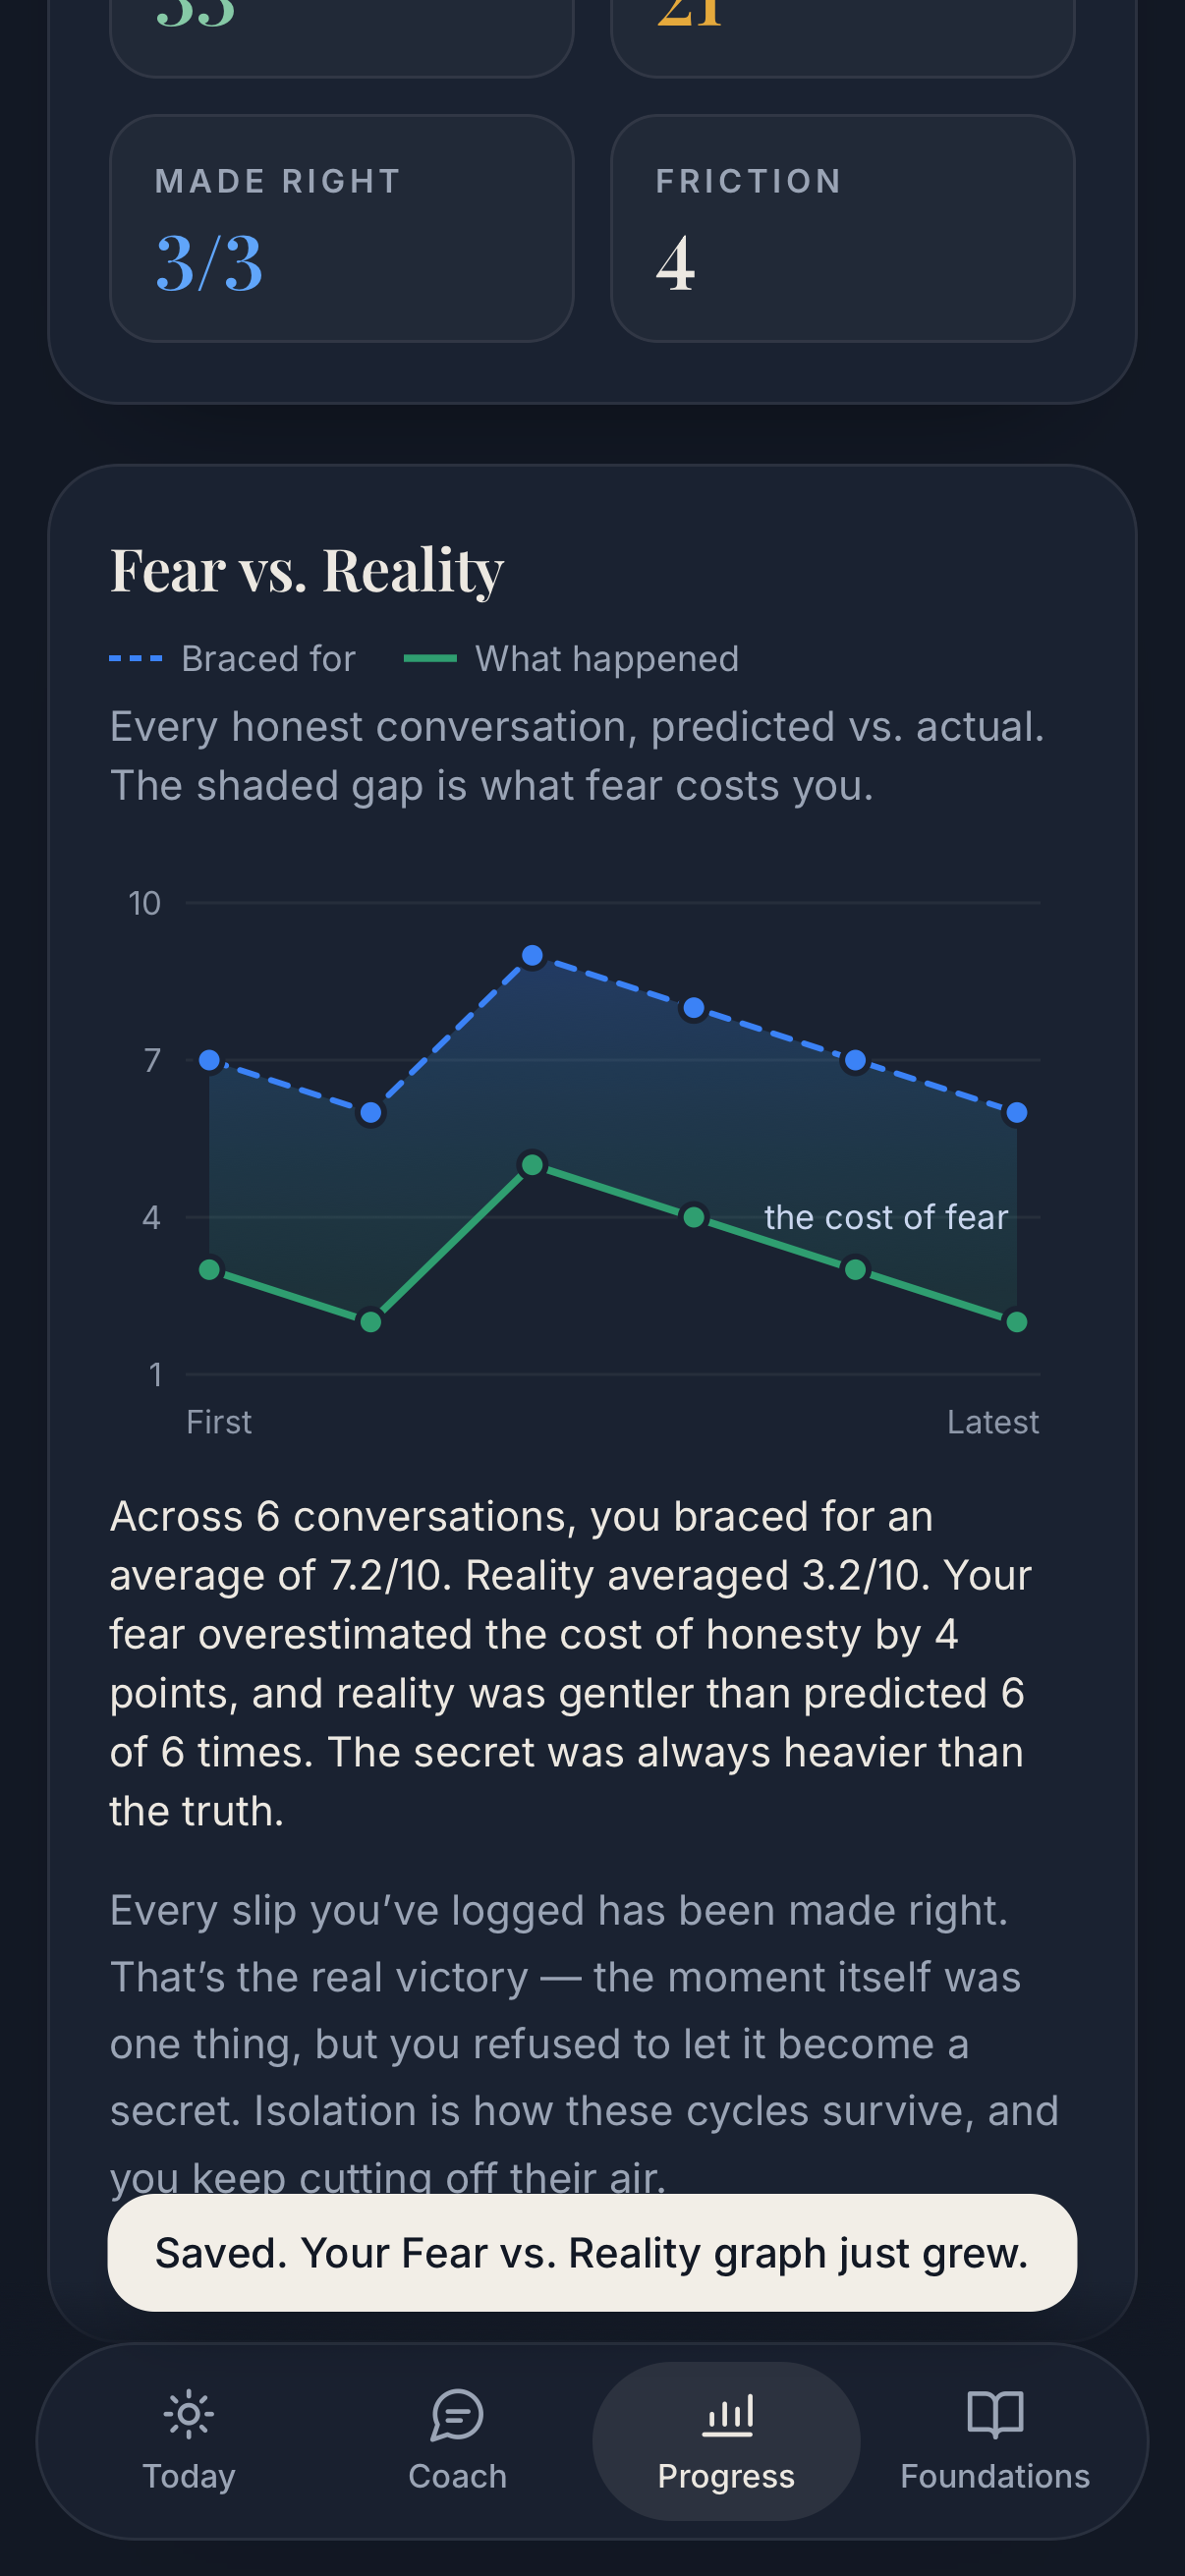 33 21
MADE RIGHT FRICTION
3/3 4
Fear vs. Reality
Braced for What happened
Every honest conversation, predicted vs. actual.
The shaded gap is what fear costs you.
10
7
4
the cost of fear
1
First Latest
Across 6 conversations, you braced for an
average of 7.2/10. Reality averaged 3.2/10. Your
fear overestimated the cost of honesty by 4
points, and reality was gentler than predicted 6
of 6 times. The secret was always heavier than
the truth.
Every slip you’ve logged has been made right.
That’s the real victory — the moment itself was
one thing, but you refused to let it become a
secret. Isolation is how these cycles survive, and
you keep cutting off their air.
Saved. Your Fear vs. Reality graph just grew.
Today Coach Progress Foundations